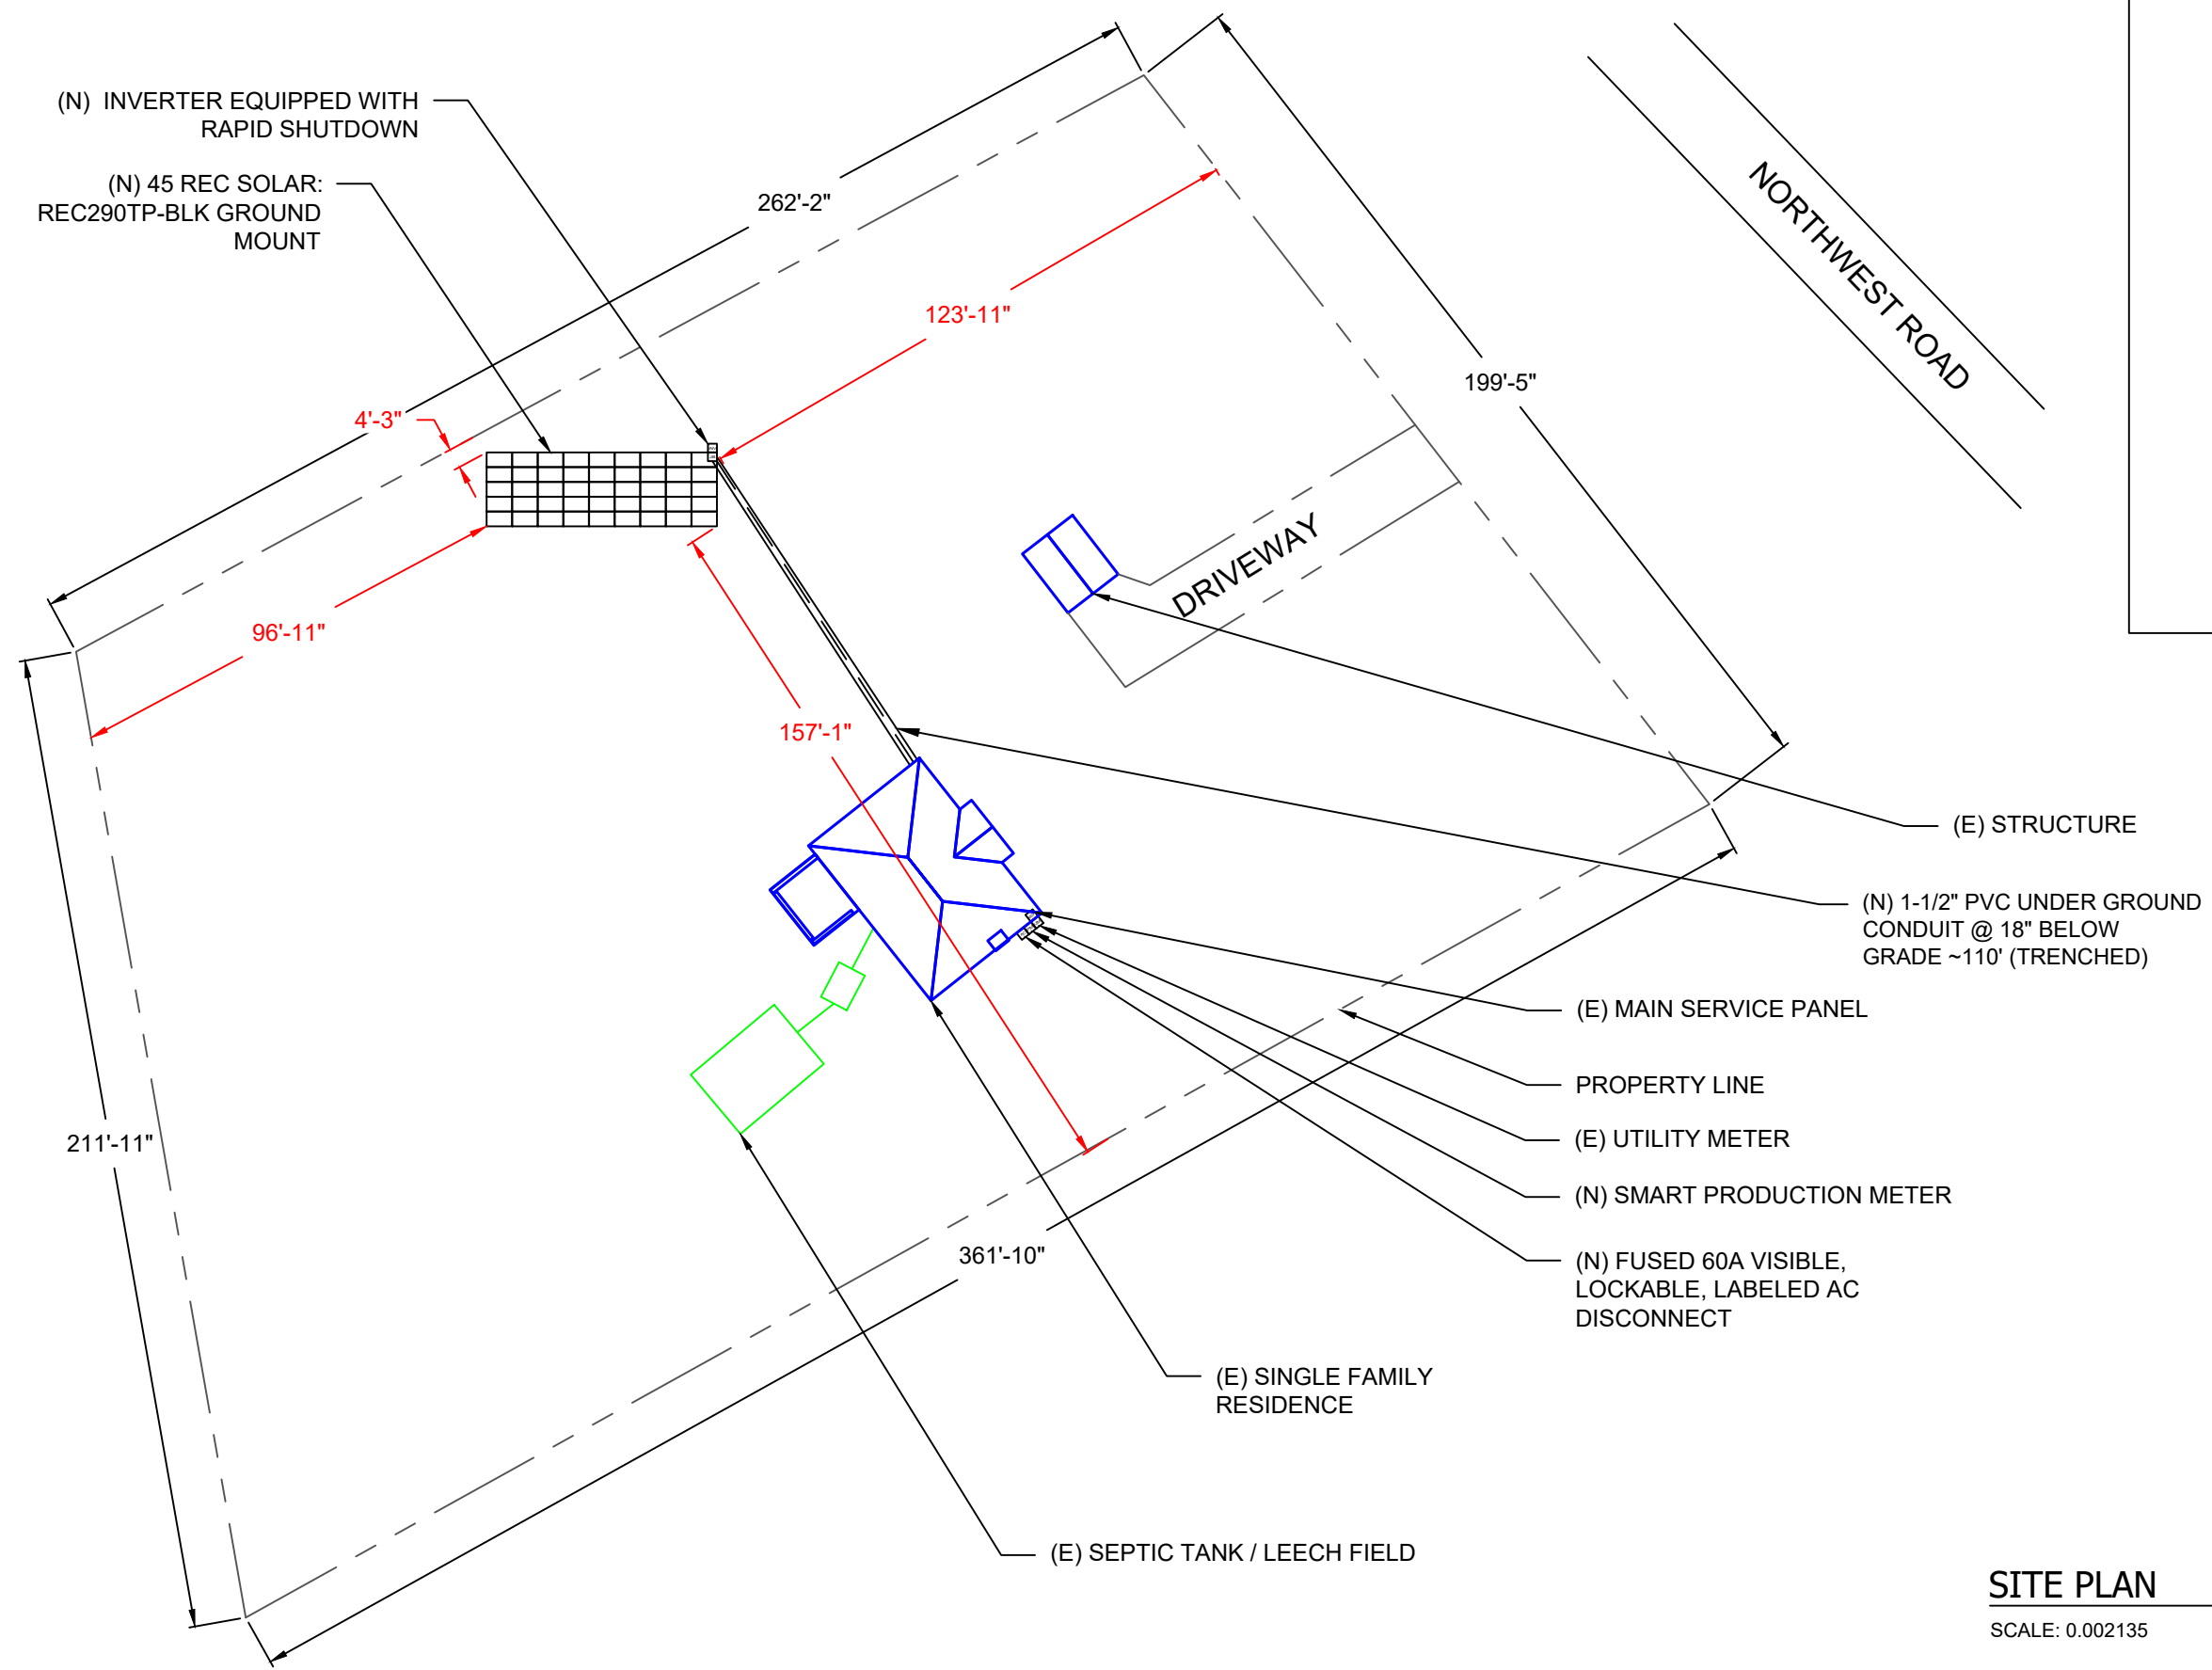 (N)  INVERTER EQUIPPED WITH
RAPID SHUTDOWN
(N) 45 REC SOLAR:
REC290TP-BLK GROUND
MOUNT
262'-2"
123'-11"
199'-5"
NORTHWEST ROAD
4'-3"
96'-11"
157'-1"
DRIVEWAY
(E) STRUCTURE
(N) 1-1/2" PVC UNDER GROUND
CONDUIT @ 18" BELOW
GRADE ~110' (TRENCHED)
(E) MAIN SERVICE PANEL
PROPERTY LINE
(E) UTILITY METER
(N) SMART PRODUCTION METER
(N) FUSED 60A VISIBLE,
LOCKABLE, LABELED AC
DISCONNECT
211'-11"
361'-10"
(E) SINGLE FAMILY
RESIDENCE
(E) SEPTIC TANK / LEECH FIELD
SITE PLAN
SCALE: 0.002135